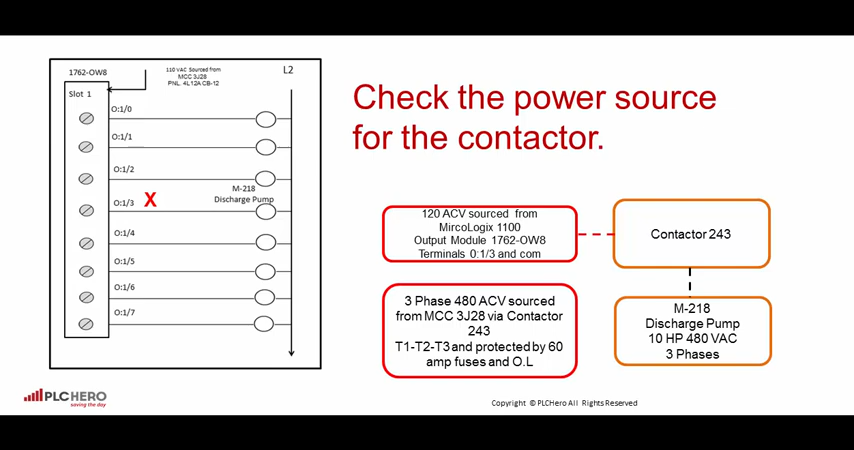 1762-OW8
110 VAC Sourced from
MCC 3J28
PNL. 4L12A CB-12
L2
Slot 1
O:1/0
O:1/1
O:1/2
M-218
Discharge Pump
O:1/3
X
O:1/4
O:1/5
O:1/6
O:1/7
Check the power source
for the contactor.
120 ACV sourced from
MircoLogix 1100
Output Module 1762-OW8
Terminals 0:1/3 and com
Contactor 243
3 Phase 480 ACV sourced
from MCC 3J28 via Contactor
243
T1-T2-T3 and protected by 60
amp fuses and O.L
M-218
Discharge Pump
10 HP 480 VAC
3 Phases
PLCHERO
saving the day
Copyright © PLCHero All Rights Reserved